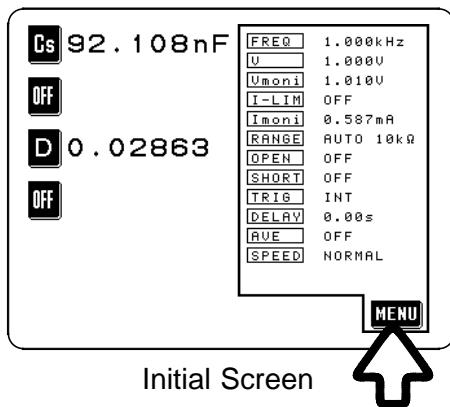 Cs 92.108nF
OFF
D 0.02863
OFF
FREQ 1.000kHz
V 1.000V
Vmoni 1.010V
I-LIM OFF
Imoni 0.587mA
RANGE AUTO 10kΩ
OPEN OFF
SHORT OFF
TRIG INT
DELAY 0.00s
AVE OFF
SPEED NORMAL
MENU
Initial Screen